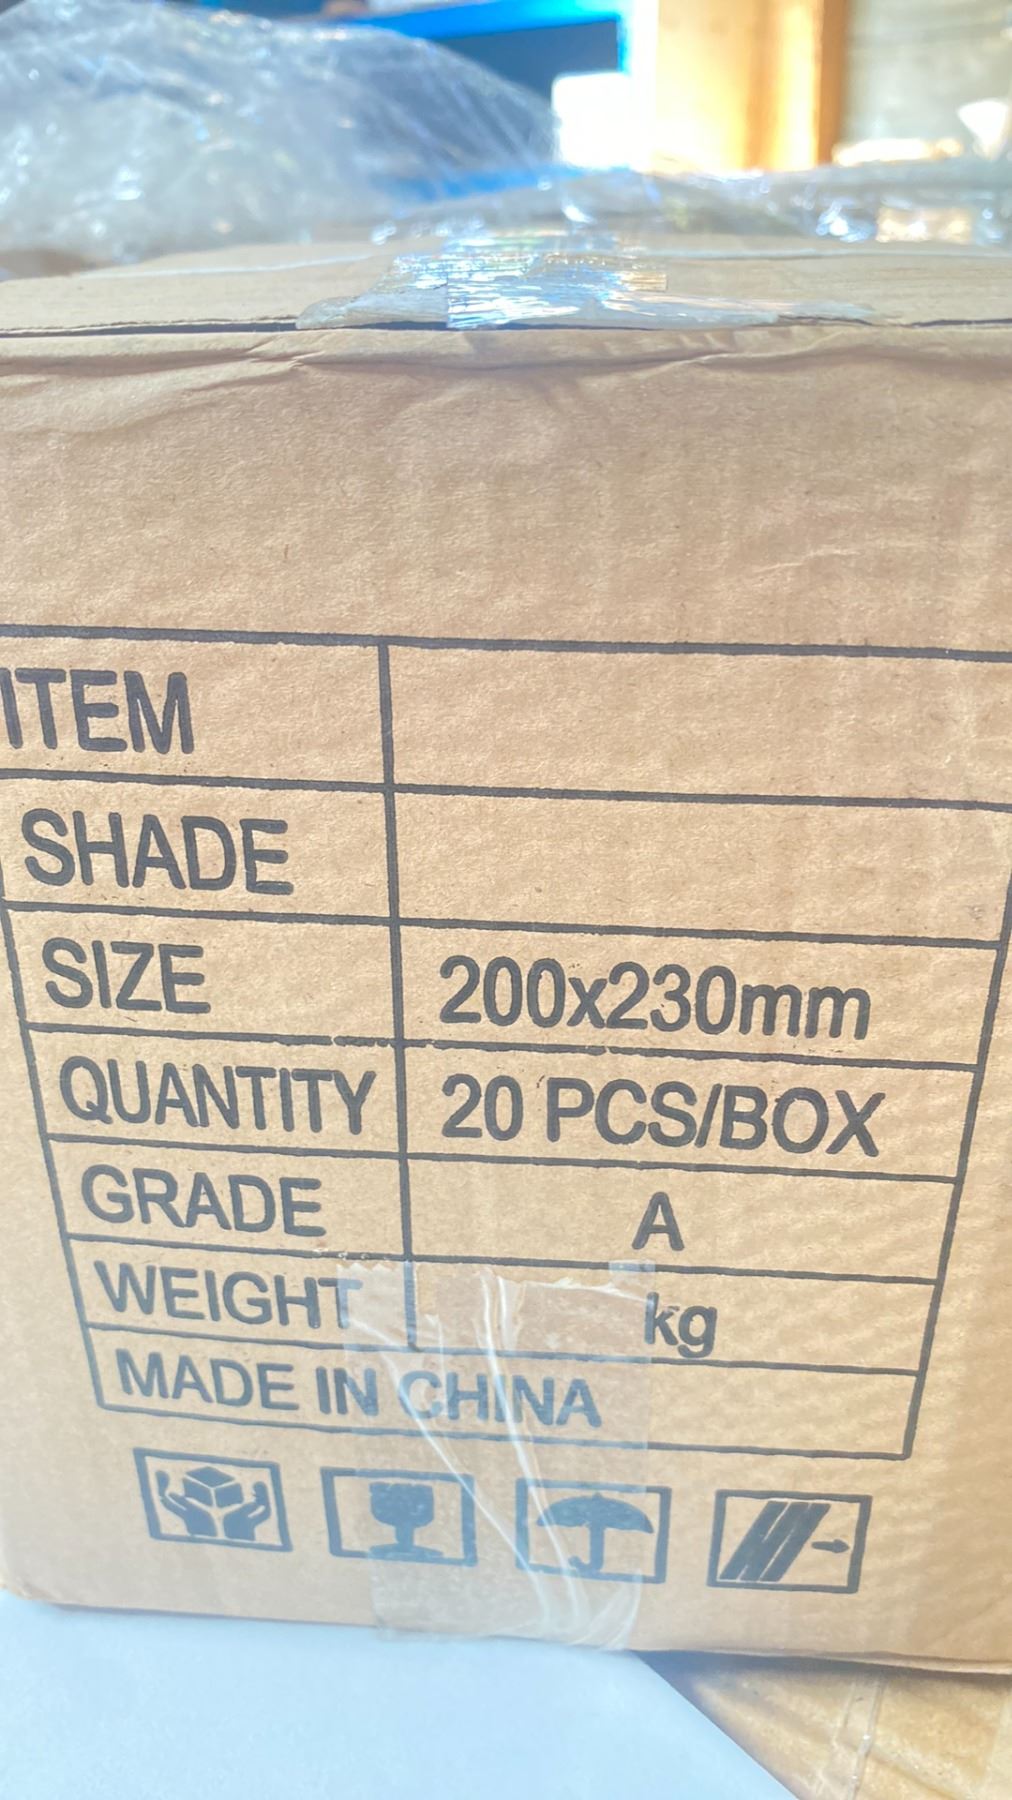 ITEM
SHADE
SIZE 200x230mm
QUANTITY 20 PCS/BOX
GRADE A
WEIGHT kg
MADE IN CHINA